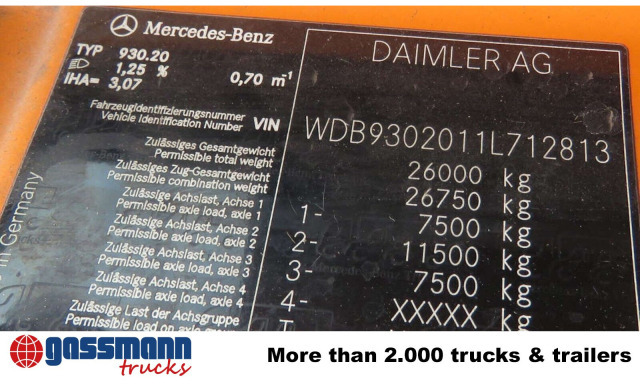 Mercedes-Benz
DAIMLER AG
TYP 930.20
1,25 % 0,70 m⁻¹
IHA= 3,07
Fahrzeugidentifizierungsnummer
Vehicle Identification Number VIN WDB9302011L712813
Zulässiges Gesamtgewicht
Permissible total weight 26000 kg
Zulässiges Zug-Gesamtgewicht
Permissible combination weight 26750 kg
Zulässige Achslast, Achse 1
Permissible axle load, axle 1 1- 7500 kg
Zulässige Achslast, Achse 2
Permissible axle load, axle 2 2- 11500 kg
Zulässige Achslast, Achse 3
Permissible axle load, axle 3 3- 7500 kg
Zulässige Achslast, Achse 4
Permissible axle load, axle 4 4- XXXXX kg
Zulässige Last der Achsgruppe
Permissible load on axle
in Germany
gassmann
trucks
More than 2.000 trucks & trailers